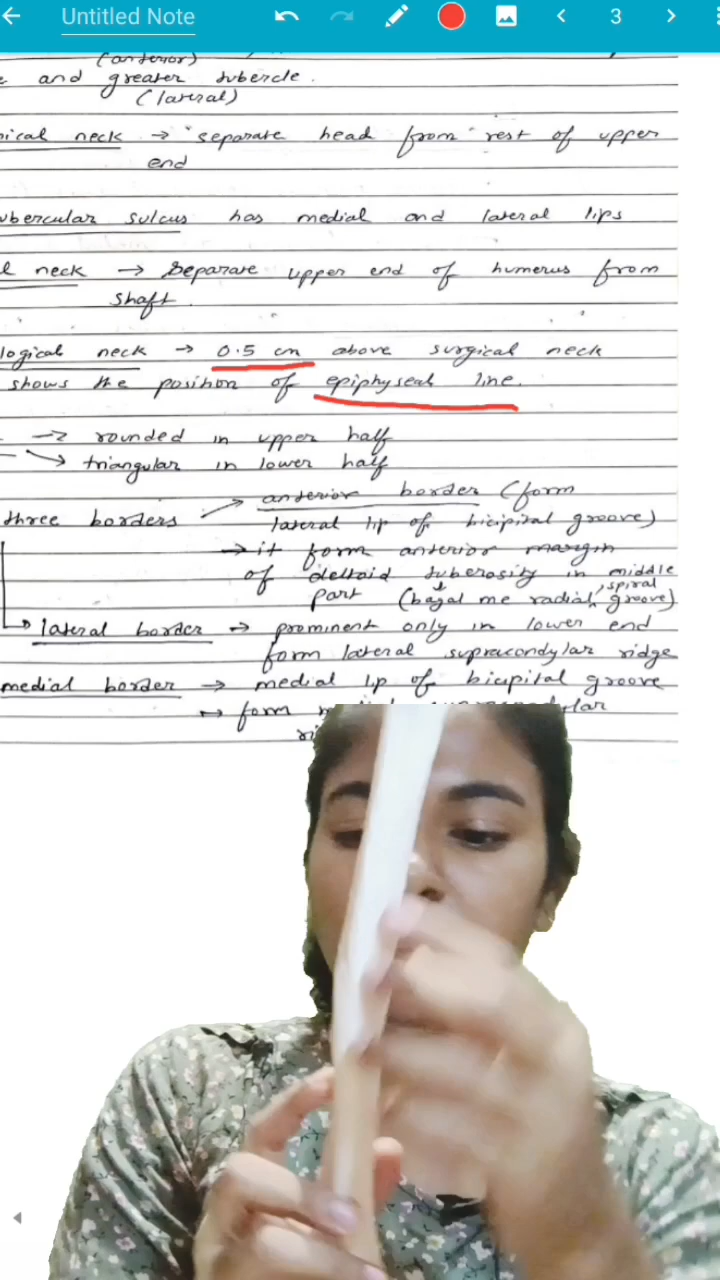 Untitled Note
3
(anterior)
and greater tubercle.
(lateral)
ical neck → separate head from rest of upper
end
ubercular sulcus has medial and lateral lips
l neck → Separate upper end of humerus from
shaft.
logical neck → 0.5 cm above surgical neck
shows the position of epiphyseal line.
→ rounded in upper half
→ triangular in lower half
three borders → anterior border (form
lateral lip of bicipital groove)
→ it form anterior margin
of deltoid tuberosity in middle
part (bagal me radial, spiral groove)
→ lateral border → prominent only in lower end
form lateral supracondylar ridge
medial border → medial lip of bicipital groove
↔ form